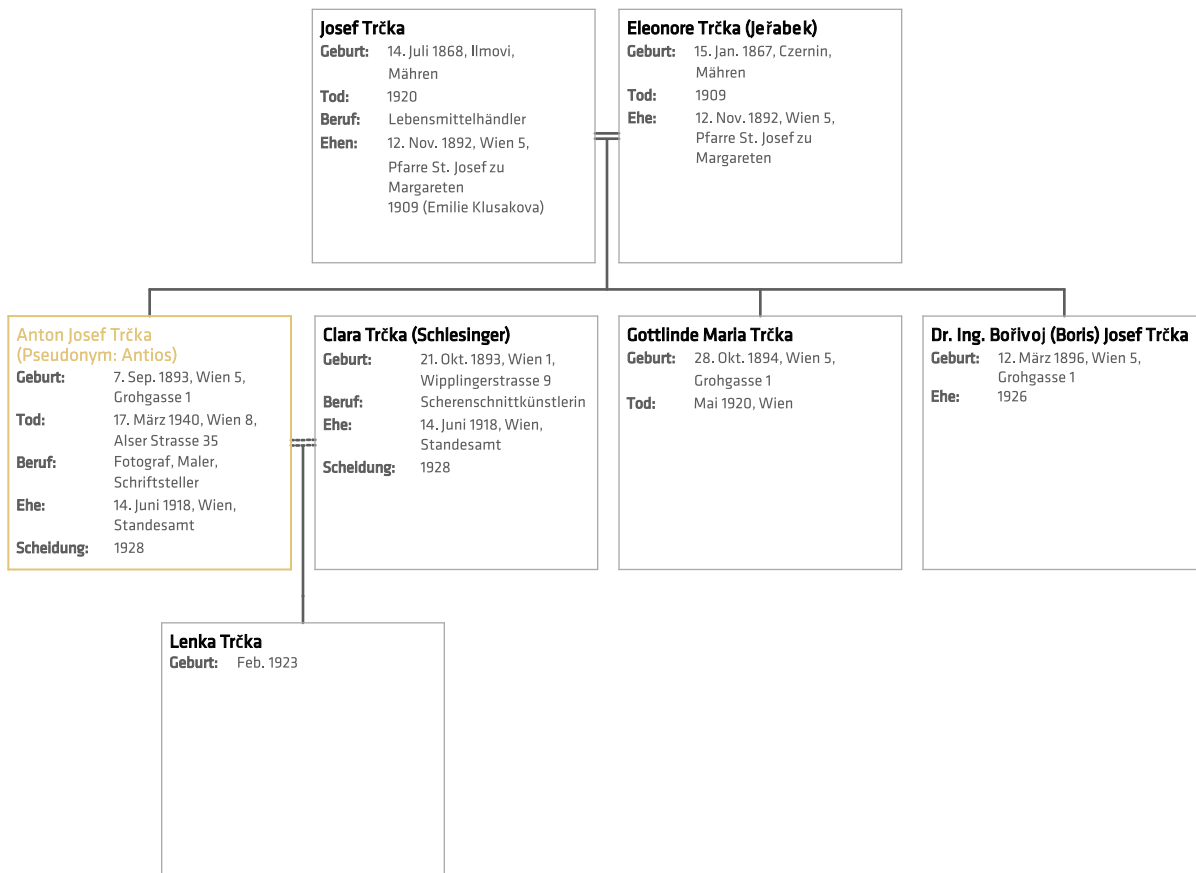 Josef Trčka
Geburt: 14. Juli 1868, Ilmovi,
Mähren
Tod: 1920
Beruf: Lebensmittelhändler
Ehen: 12. Nov. 1892, Wien 5,
Pfarre St. Josef zu
Margareten
1909 (Emilie Klusakova)
Eleonore Trčka (Jeřabek)
Geburt: 15. Jan. 1867, Czernin,
Mähren
Tod: 1909
Ehe: 12. Nov. 1892, Wien 5,
Pfarre St. Josef zu
Margareten
Anton Josef Trčka
(Pseudonym: Antios)
Geburt: 7. Sep. 1893, Wien 5,
Grohgasse 1
Tod: 17. März 1940, Wien 8,
Alser Strasse 35
Beruf: Fotograf, Maler,
Schriftsteller
Ehe: 14. Juni 1918, Wien,
Standesamt
Scheidung: 1928
Clara Trčka (Schlesinger)
Geburt: 21. Okt. 1893, Wien 1,
Wipplingerstrasse 9
Beruf: Scherenschnittkünstlerin
Ehe: 14. Juni 1918, Wien,
Standesamt
Scheidung: 1928
Gottlinde Maria Trčka
Geburt: 28. Okt. 1894, Wien 5,
Grohgasse 1
Tod: Mai 1920, Wien
Dr. Ing. Bořivoj (Boris) Josef Trčka
Geburt: 12. März 1896, Wien 5,
Grohgasse 1
Ehe: 1926
Lenka Trčka
Geburt: Feb. 1923